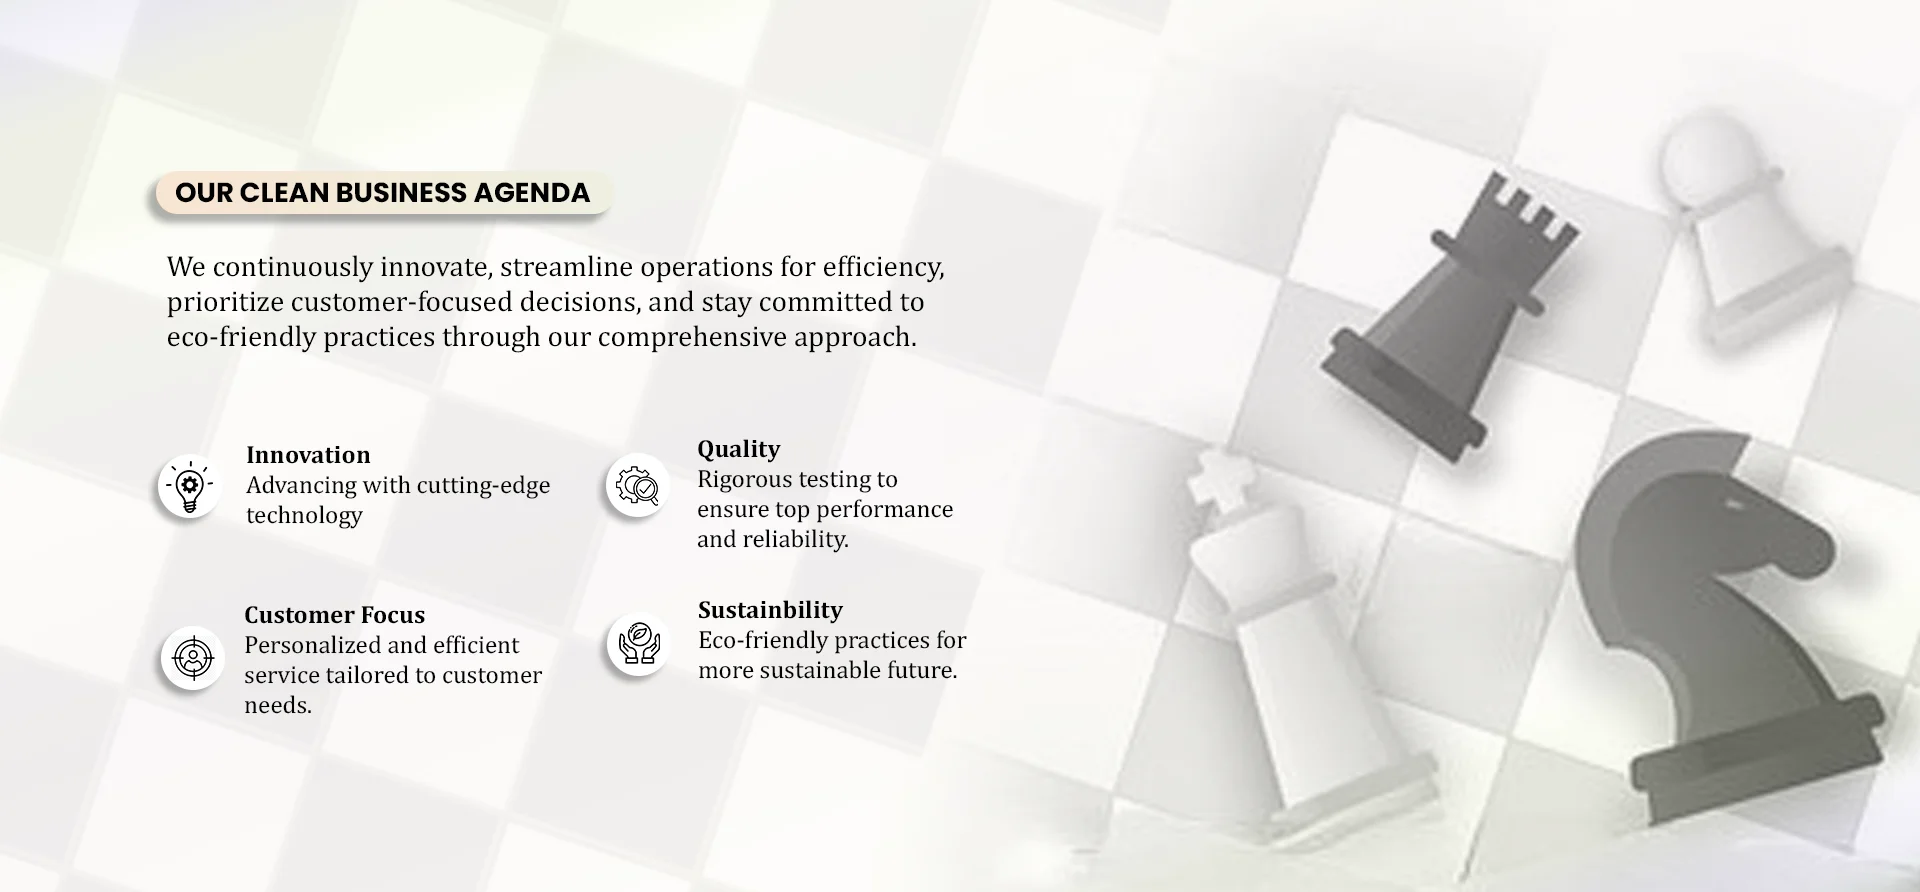 OUR CLEAN BUSINESS AGENDA
We continuously innovate, streamline operations for efficiency,
prioritize customer-focused decisions, and stay committed to
eco-friendly practices through our comprehensive approach.
Innovation
Advancing with cutting-edge
technology
Quality
Rigorous testing to
ensure top performance
and reliability.
Customer Focus
Personalized and efficient
service tailored to customer
needs.
Sustainbility
Eco-friendly practices for
more sustainable future.